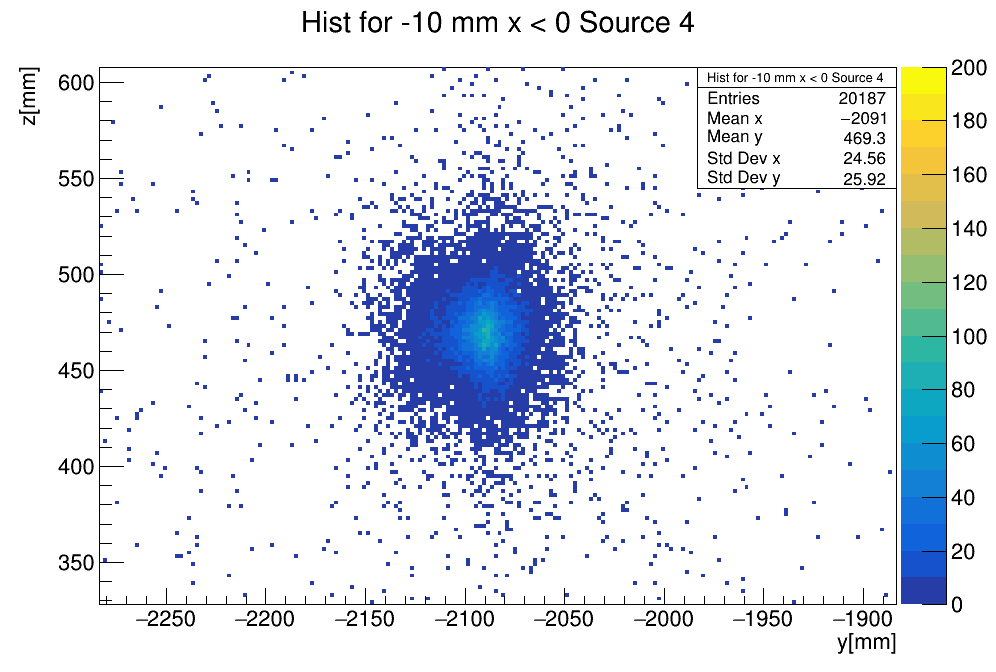 Hist for -10 mm x < 0 Source 4
z[mm]
Hist for -10 mm x < 0 Source 4
Entries 20187
Mean x −2091
Mean y 469.3
Std Dev x 24.56
Std Dev y 25.92
600
550
500
450
400
350
200
180
160
140
120
100
80
60
40
20
0
−2250 −2200 −2150 −2100 −2050 −2000 −1950 −1900
y[mm]